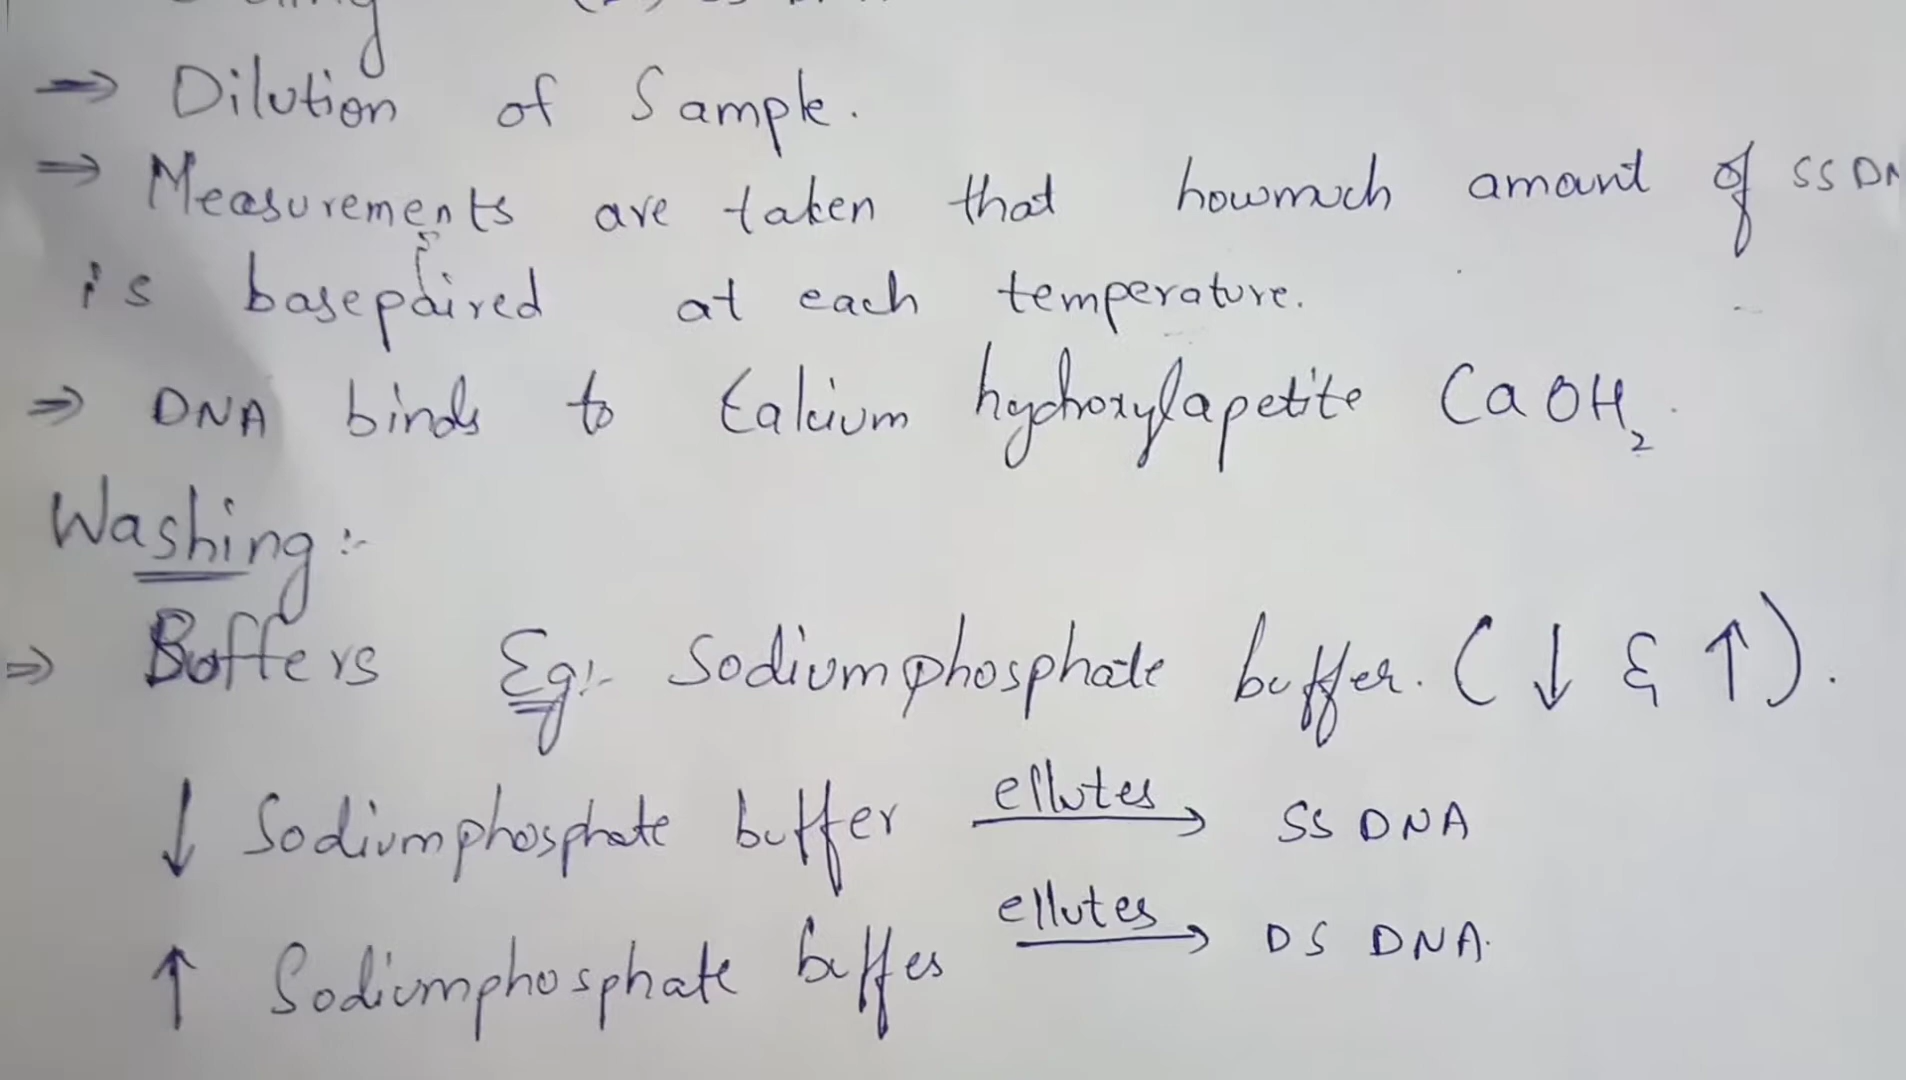 ⇒ Dilution of Sample.
⇒ Measurements are taken that howmuch amount of SS DN
is basepaired at each temperature.
⇒ DNA binds to Calcium hydroxylapetite CaOH₂.
Washing :-
⇒ Buffers Eg:- Sodiumphosphate buffer. (↓ & ↑).
↓ Sodiumphosphate buffer ellutes → SS DNA
↑ Sodiumphosphate buffer ellutes → DS DNA.